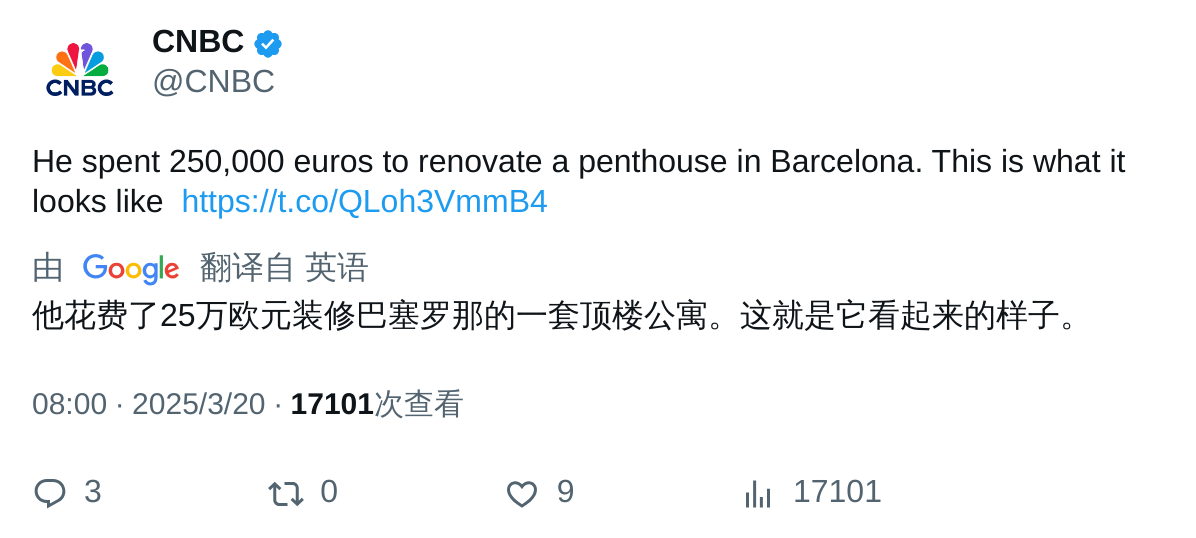 CNBC
CNBC
@CNBC
He spent 250,000 euros to renovate a penthouse in Barcelona. This is what it
looks like https://t.co/QLoh3VmmB4
由 Google 翻译自 英语
他花费了25万欧元装修巴塞罗那的一套顶楼公寓。这就是它看起来的样子。
08:00 · 2025/3/20 · 17101次查看
3 0 9 17101